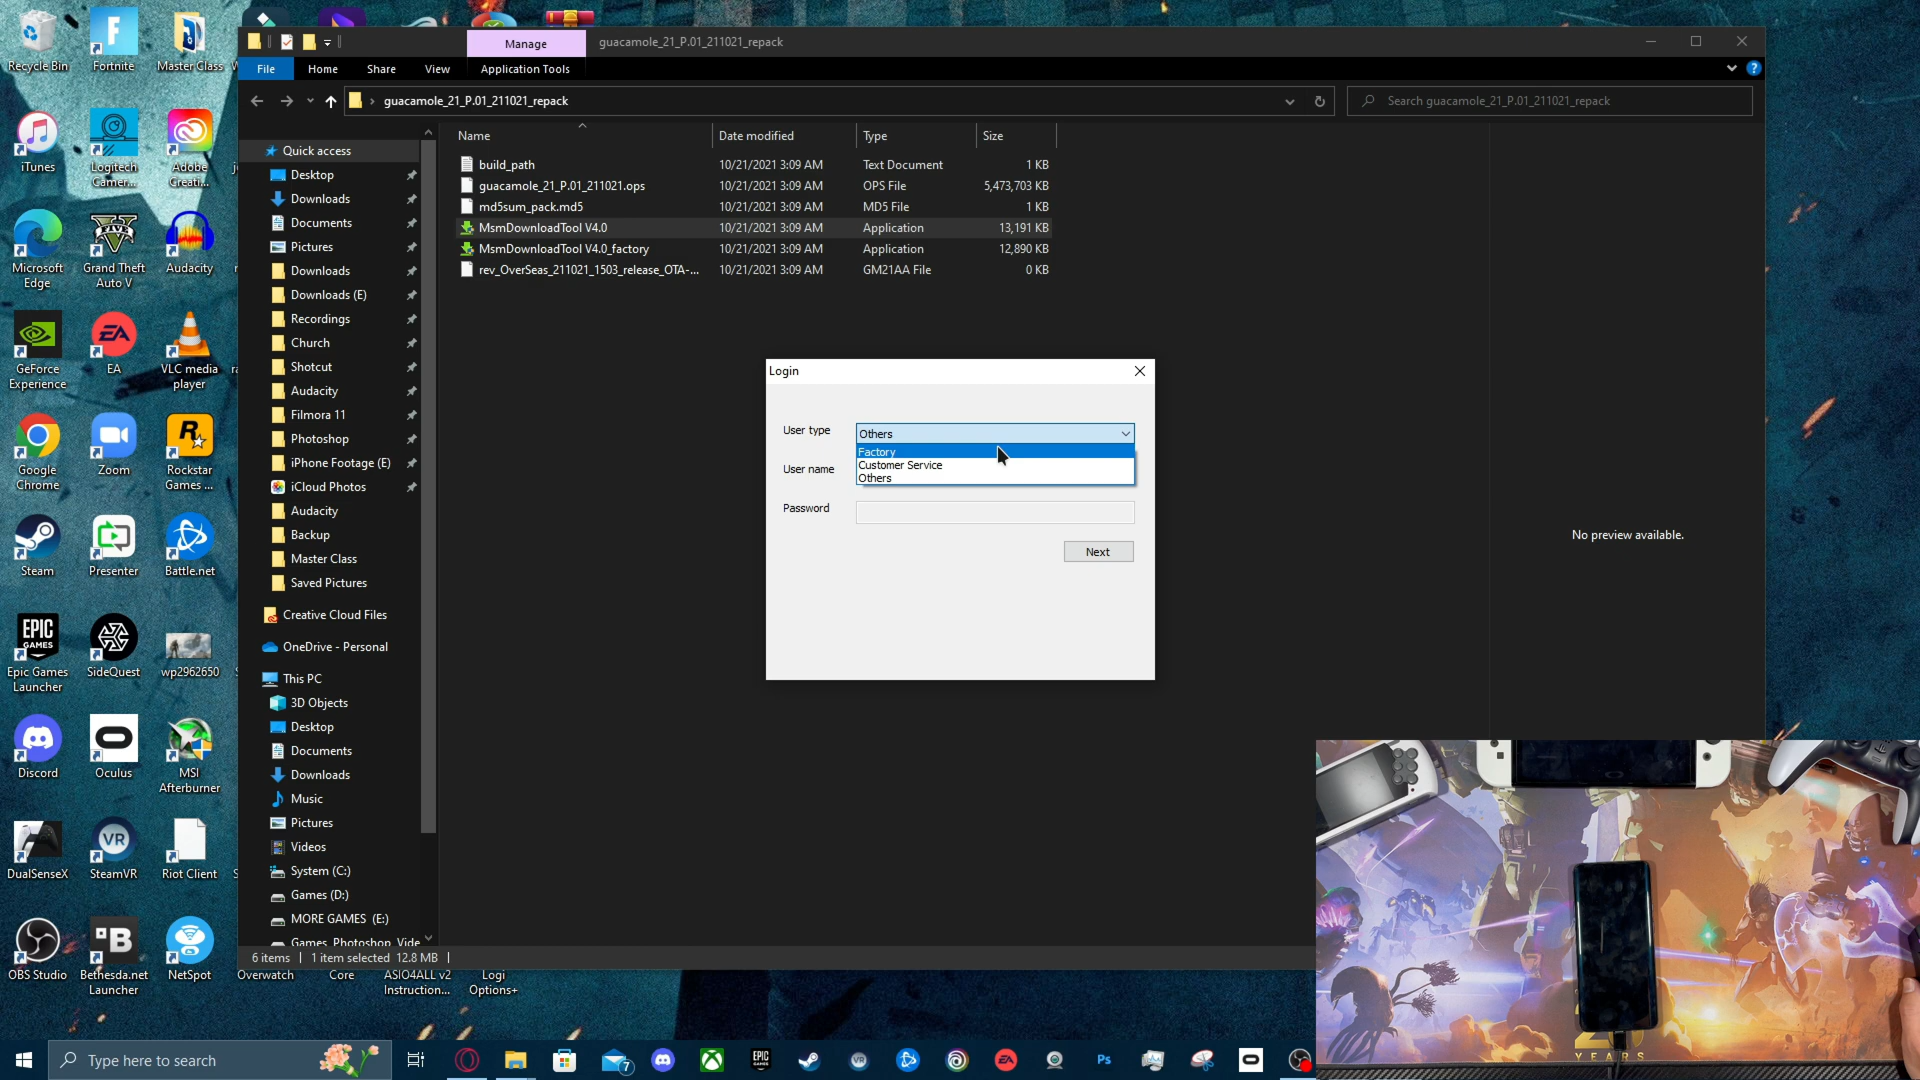 Manage
guacamole_21_P.01_211021_repack
File
Home
Share
View
Application Tools
guacamole_21_P.01_211021_repack
Search guacamole_21_P.01_211021_repack
Name
Date modified
Type
Size
build_path
10/21/2021 3:09 AM
Text Document
1 KB
guacamole_21_P.01_211021.ops
10/21/2021 3:09 AM
OPS File
5,473,703 KB
md5sum_pack.md5
10/21/2021 3:09 AM
MD5 File
1 KB
MsmDownloadTool V4.0
10/21/2021 3:09 AM
Application
13,191 KB
MsmDownloadTool V4.0_factory
10/21/2021 3:09 AM
Application
12,890 KB
rev_OverSeas_211021_1503_release_OTA-...
10/21/2021 3:09 AM
GM21AA File
0 KB
Quick access
Desktop
Downloads
Documents
Pictures
Downloads
Downloads (E)
Recordings
Church
Shotcut
Audacity
Filmora 11
Photoshop
iPhone Footage (E)
iCloud Photos
Audacity
Backup
Master Class
Saved Pictures
Creative Cloud Files
OneDrive - Personal
This PC
3D Objects
Desktop
Documents
Downloads
Music
Pictures
Videos
System (C:)
Games (D:)
MORE GAMES (E:)
Games, Photoshop, Vide
6 items
1 item selected 12.8 MB
No preview available.
Login
User type
Others
Factory
Customer Service
Others
User name
Password
Next
Recycle Bin
Fortnite
Master Class
iTunes
Logitech
Gamer...
Adobe
Creati...
Microsoft
Edge
Grand Theft
Auto V
Audacity
GeForce
Experience
EA
VLC media
player
Google
Chrome
Zoom
Rockstar
Games ...
Steam
Presenter
Battle.net
Epic Games
Launcher
SideQuest
wp2962650
Discord
Oculus
MSI
Afterburner
DualSenseX
SteamVR
Riot Client
OBS Studio
Bethesda.net
Launcher
NetSpot
Overwatch
Core
ASIO4ALL v2
Instruction...
Logi
Options+
Type here to search
7
YEARS